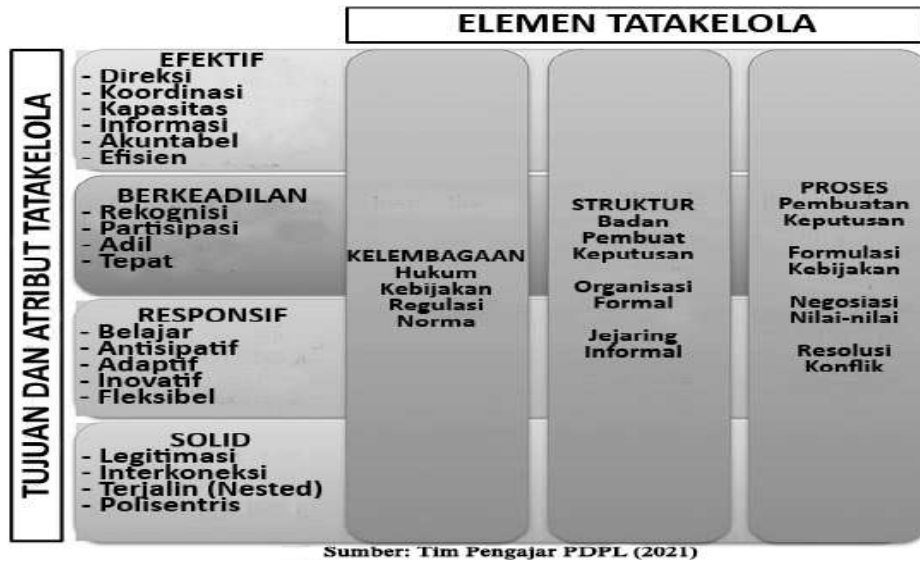 ELEMEN TATAKELOLA
TUJUAN DAN ATRIBUT TATAKELOLA
EFEKTIF
- Direksi
- Koordinasi
- Kapasitas
- Informasi
- Akuntabel
- Efisien
BERKEADILAN
- Rekognisi
- Partisipasi
- Adil
- Tepat
RESPONSIF
- Belajar
- Antisipatif
- Adaptif
- Inovatif
- Fleksibel
SOLID
- Legitimasi
- Interkoneksi
- Terjalin (Nested)
- Polisentris
KELEMBAGAAN
Hukum
Kebijakan
Regulasi
Norma
STRUKTUR
Badan
Pembuat
Keputusan
Organisasi
Formal
Jejaring
Informal
PROSES
Pembuatan
Keputusan
Formulasi
Kebijakan
Negosiasi
Nilai-nilai
Resolusi
Konflik
Sumber: Tim Pengajar PDPL (2021)